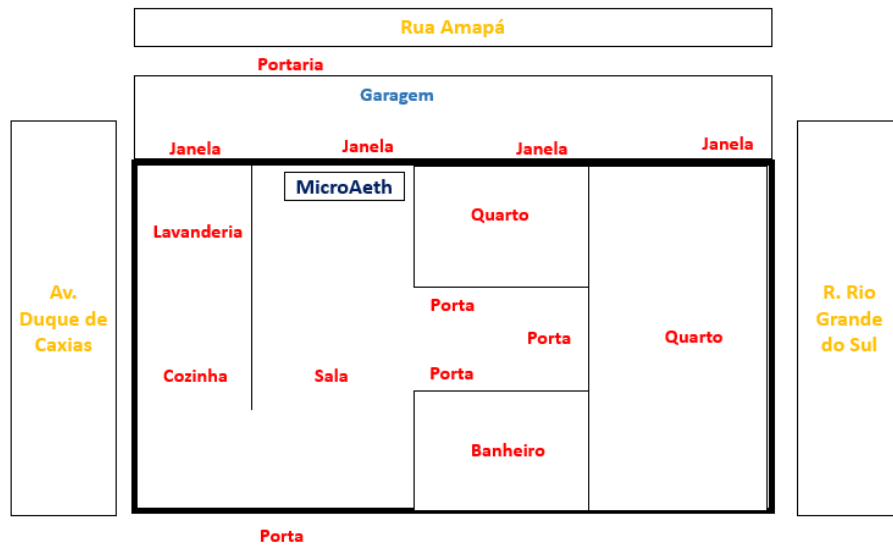 Rua Amapá
Portaria
Garagem
Janela
Janela
Janela
Janela
MicroAeth
Quarto
Lavanderia
Av.
Duque de
Caxias
Porta
Porta
Quarto
R. Rio
Grande
do Sul
Cozinha
Sala
Porta
Banheiro
Porta